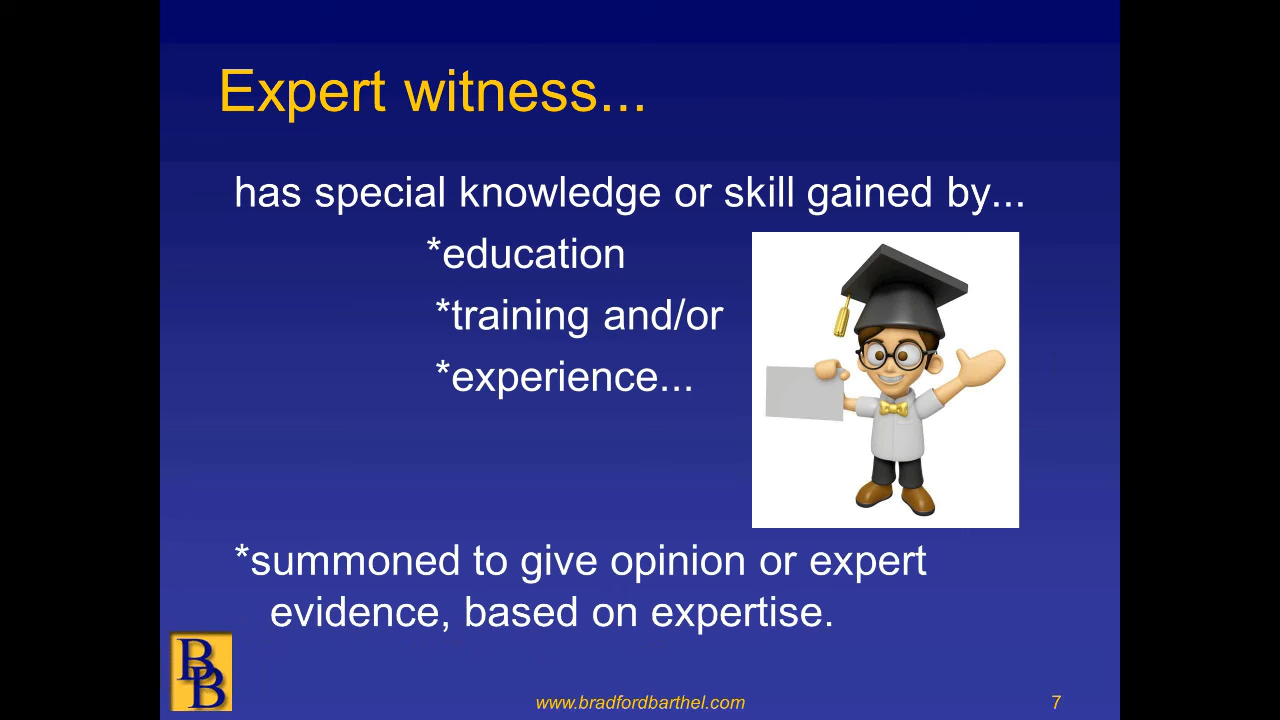 Expert witness...
has special knowledge or skill gained by...
*education
*training and/or
*experience...
*summoned to give opinion or expert
evidence, based on expertise.
BB
www.bradfordbarthel.com
7